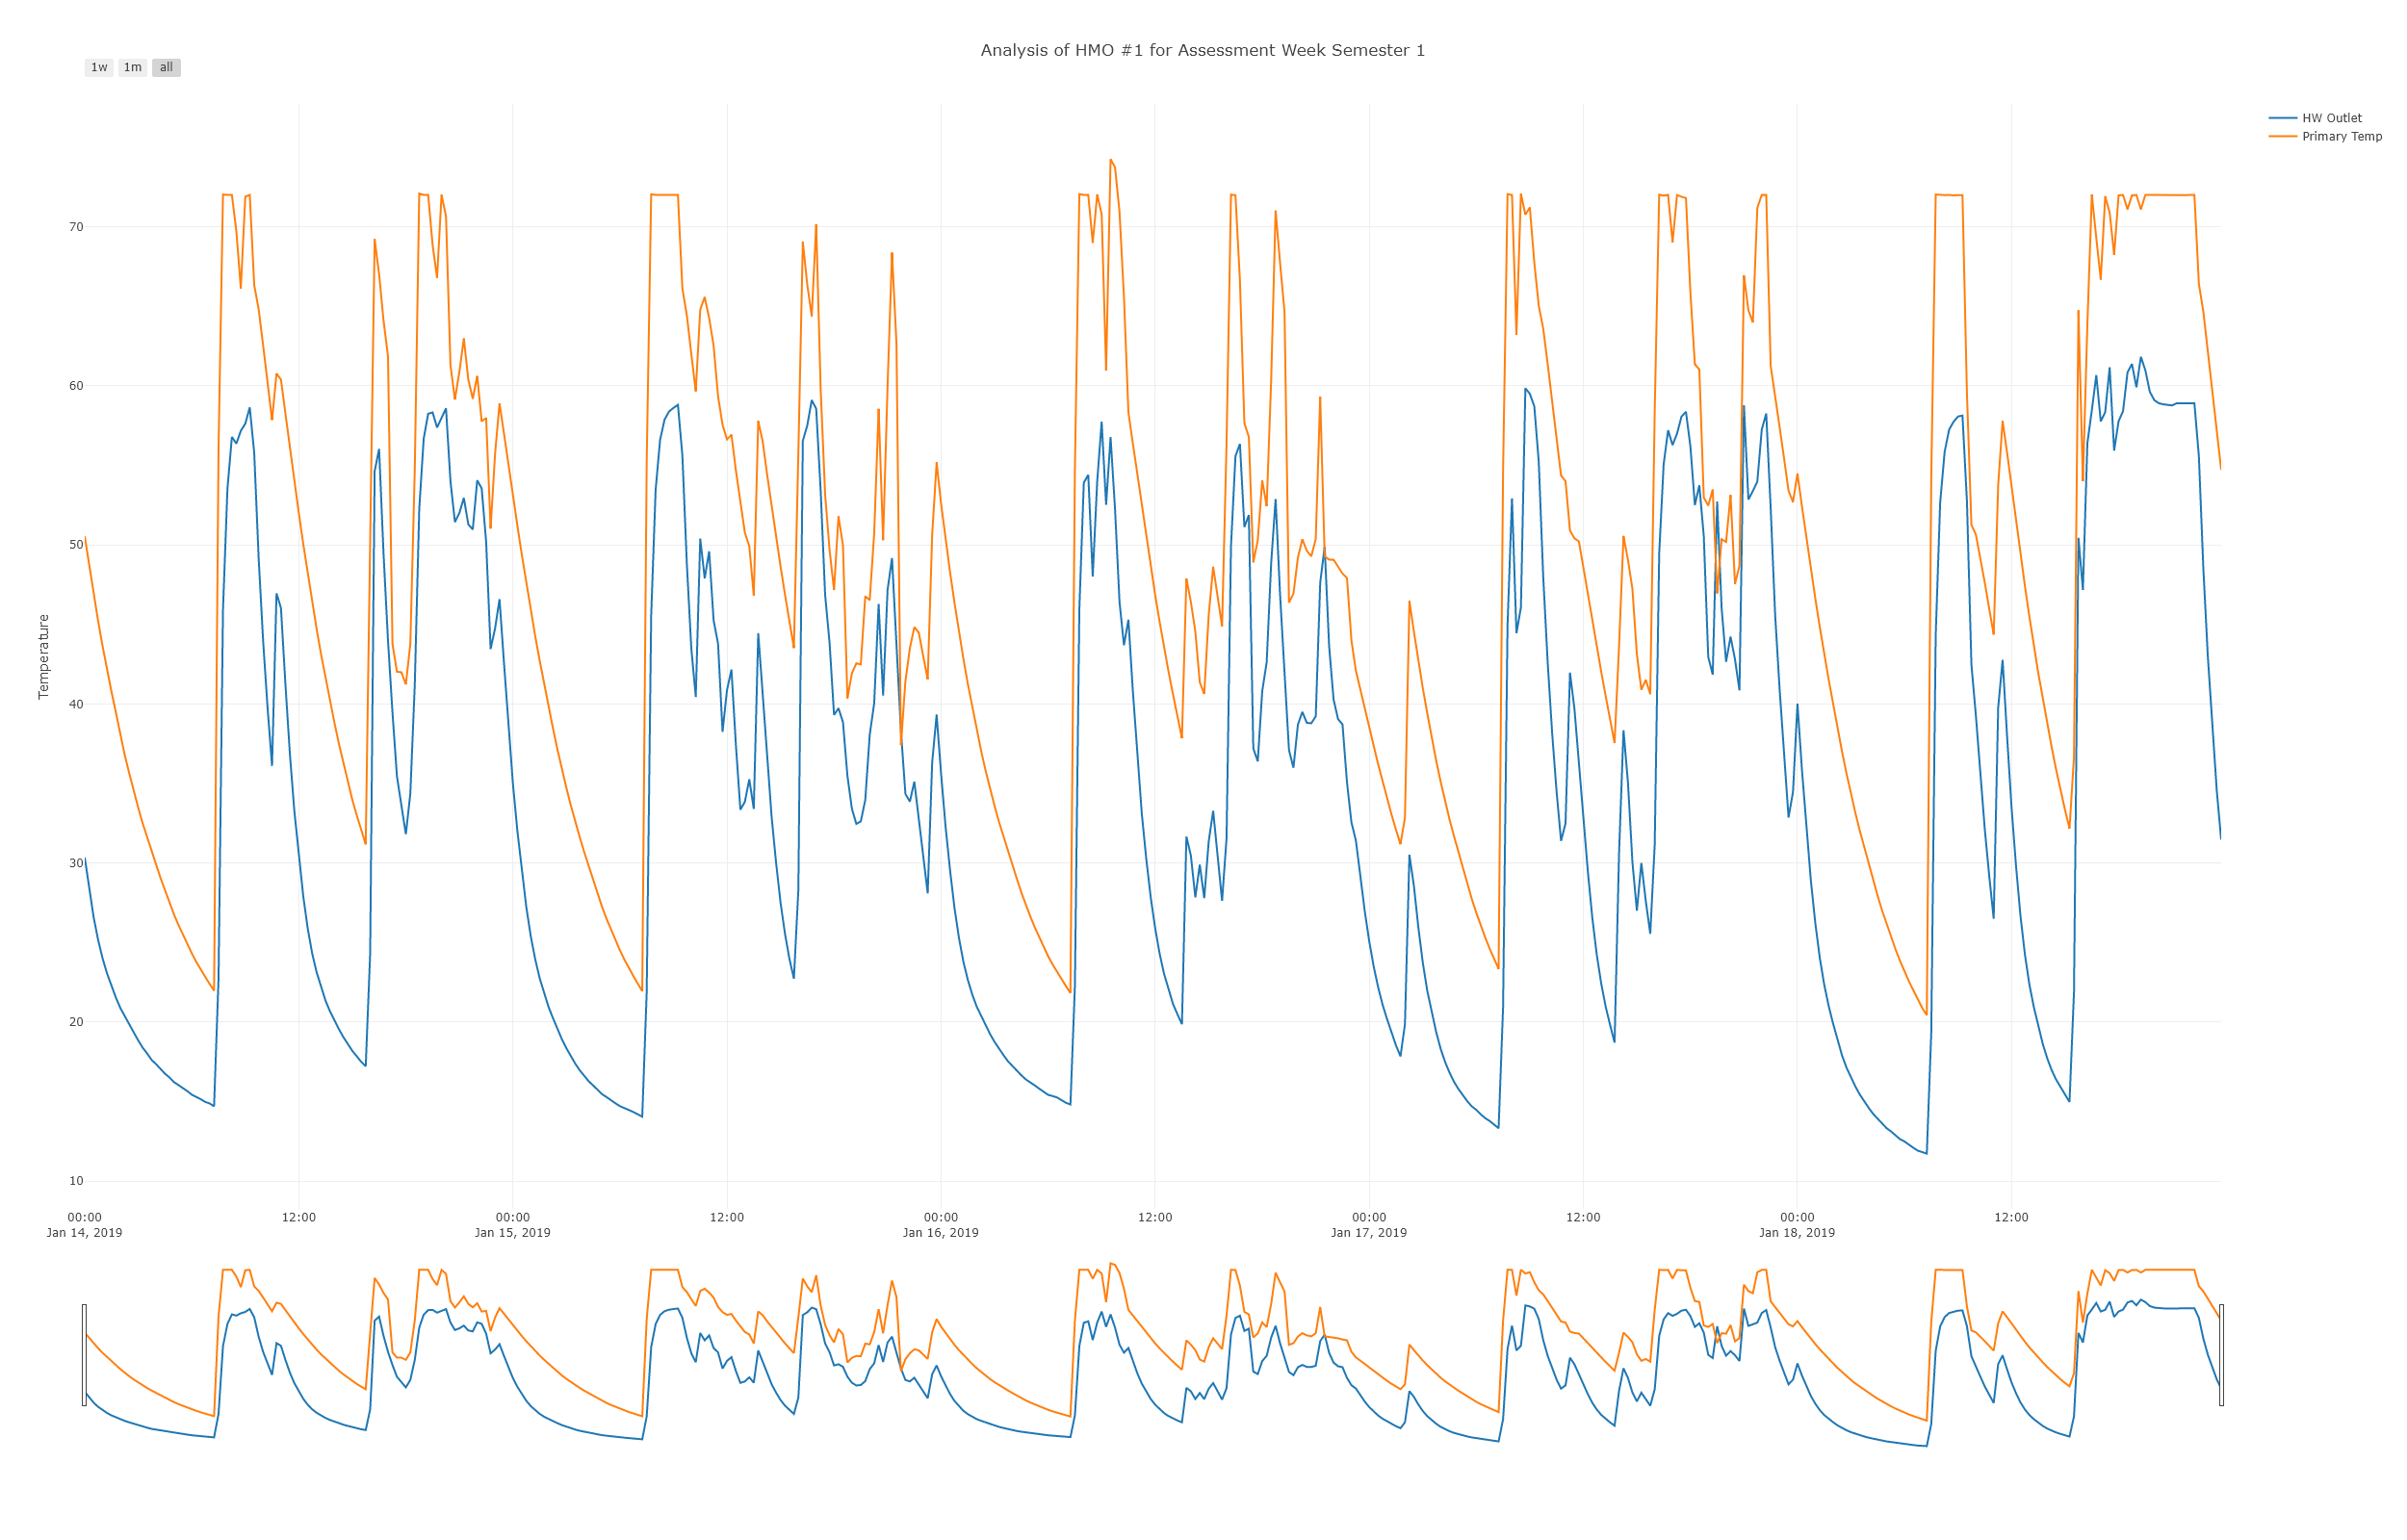 Analysis of HMO #1 for Assessment Week Semester 1
1w 1m all
HW Outlet
Primary Temp
Temperature
70
60
50
40
30
20
10
00:00 12:00 00:00 12:00 00:00 12:00 00:00 12:00 00:00 12:00
Jan 14, 2019 Jan 15, 2019 Jan 16, 2019 Jan 17, 2019 Jan 18, 2019